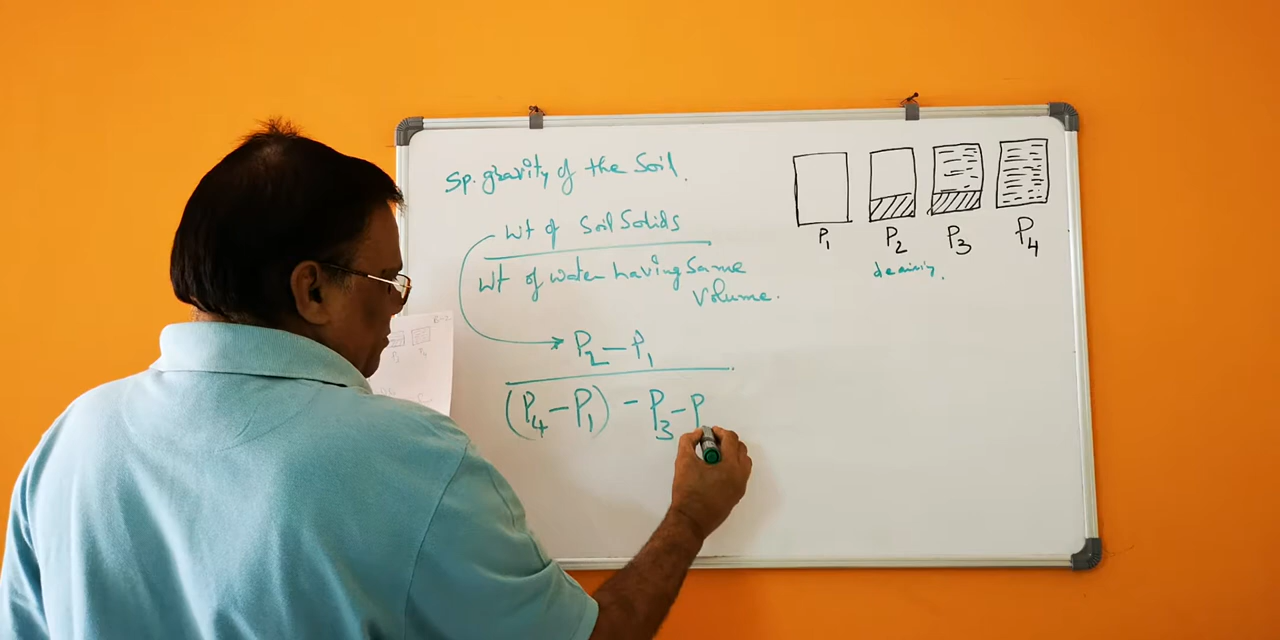 Sp. gravity of the Soil.
Wt of Soil Solids
Wt of water having Same
Volume.
P2 – P1
(P4 – P1) – P3 – P
P1
P2
P3
P4